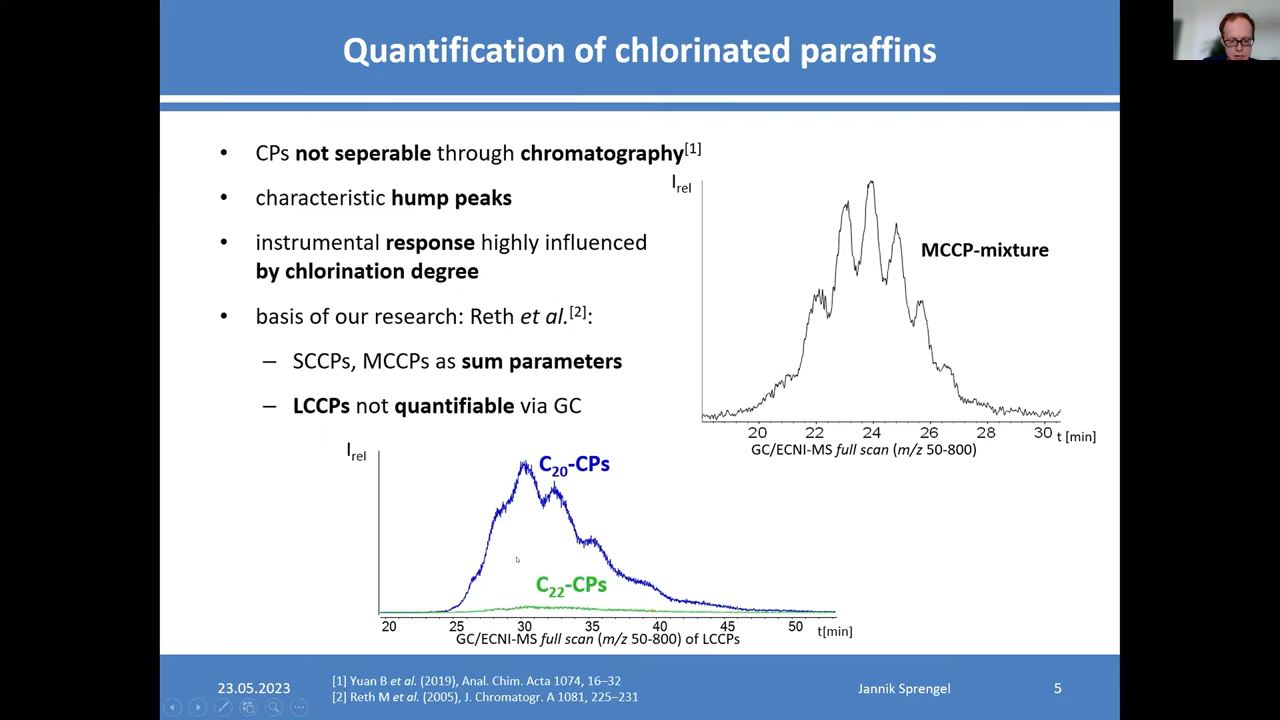 Quantification of chlorinated paraffins
• CPs not seperable through chromatography[1]
• characteristic hump peaks
• instrumental response highly influenced
by chlorination degree
• basis of our research: Reth et al.[2]:
– SCCPs, MCCPs as sum parameters
– LCCPs not quantifiable via GC
Irel
MCCP-mixture
20 22 24 26 28 30 t [min]
GC/ECNI-MS full scan (m/z 50-800)
Irel
C20-CPs
C22-CPs
20 25 30 35 40 45 50 t[min]
GC/ECNI-MS full scan (m/z 50-800) of LCCPs
23.05.2023
[1] Yuan B et al. (2019), Anal. Chim. Acta 1074, 16–32
[2] Reth M et al. (2005), J. Chromatogr. A 1081, 225–231
Jannik Sprengel
5